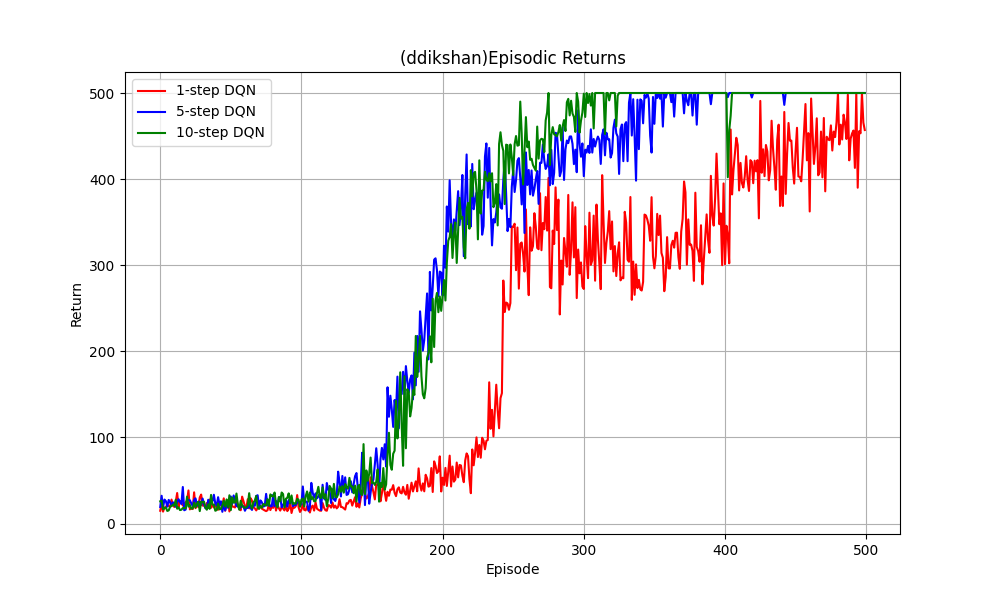 (ddikshan)Episodic Returns
1-step DQN
5-step DQN
10-step DQN
Return
500
400
300
200
100
0
0 100 200 300 400 500
Episode